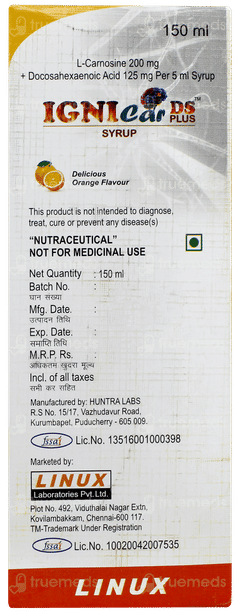 150 ml
L-Carnosine 200 mg
+ Docosahexaenoic Acid 125 mg Per 5 ml Syrup
IGNIcar DS PLUS TM
SYRUP
Delicious
Orange Flavour
This product is not intended to diagnose,
treat, cure or prevent any disease(s)
"NUTRACEUTICAL"
NOT FOR MEDICINAL USE
Net Quantity : 150 ml
Batch No. :
घान संख्या
Mfg. Date :
उत्पादन तिथि
Exp. Date :
समाप्ति तिथि
M.R.P. Rs. :
अधिकतम खुदरा मूल्य
Incl. of all taxes
सभी कर सहित
Manufactured by: HUNTRA LABS
R.S No. 15/17, Vazhudavur Road,
Kurumbapet, Puducherry - 605 009.
fssai Lic.No. 13516001000398
Marketed by:
LINUX
Laboratories Pvt.Ltd.
Plot No. 492, Viduthalai Nagar Extn.
Kovilambakkam, Chennai-600 117.
TM-Trademark Under Registration
fssai Lic.No. 10020042007535
truemeds
LINUX